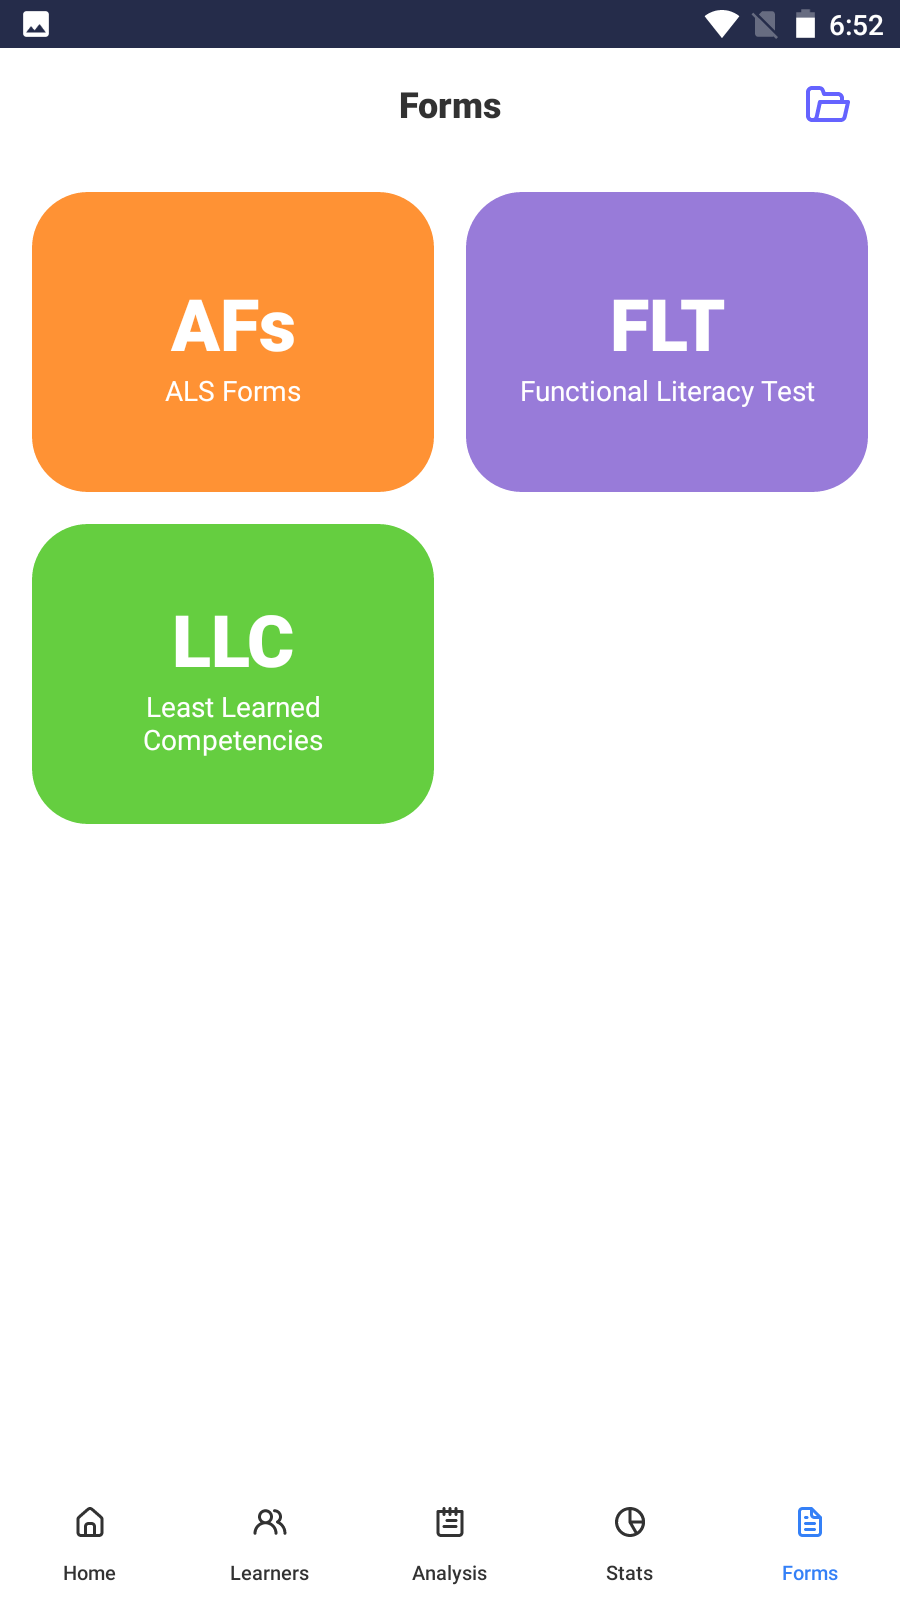 6:52
Forms
AFs
ALS Forms
FLT
Functional Literacy Test
LLC
Least Learned
Competencies
Home
Learners
Analysis
Stats
Forms